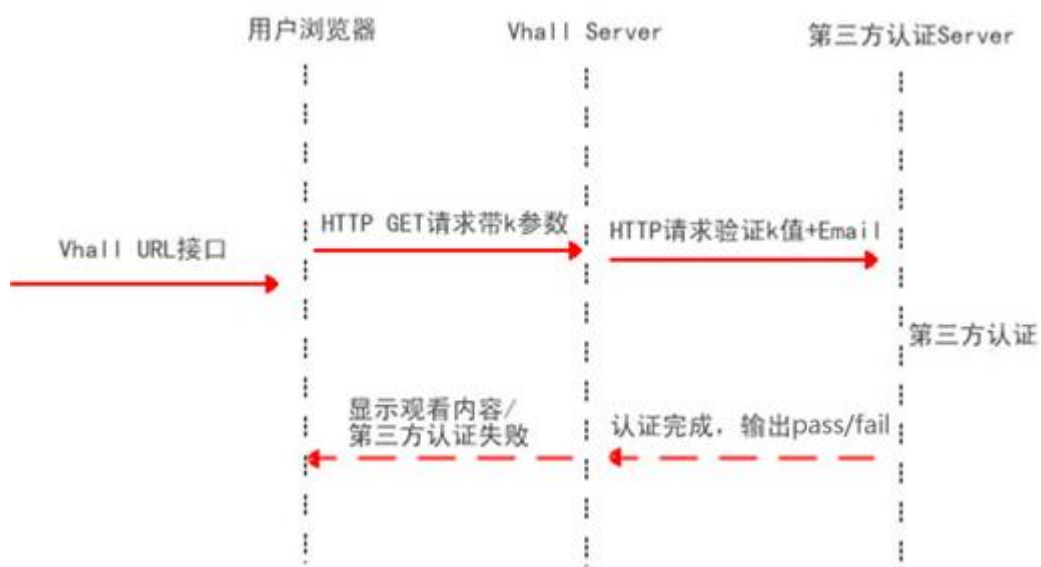 用户浏览器
Vhall Server
第三方认证Server
HTTP GET请求带k参数
HTTP请求验证k值+Email
Vhall URL接口
第三方认证
显示观看内容/
第三方认证失败
认证完成，输出pass/fail